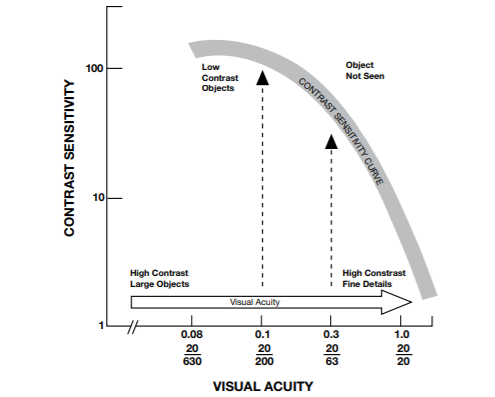 CONTRAST SENSITIVITY
100
10
1
Low
Contrast
Objects
Object
Not Seen
CONTRAST SENSITIVITY CURVE
High Contrast
Large Objects
High Constrast
Fine Details
Visual Acuity
0.08
0.1
0.3
1.0
20
630
20
200
20
63
20
20
VISUAL ACUITY